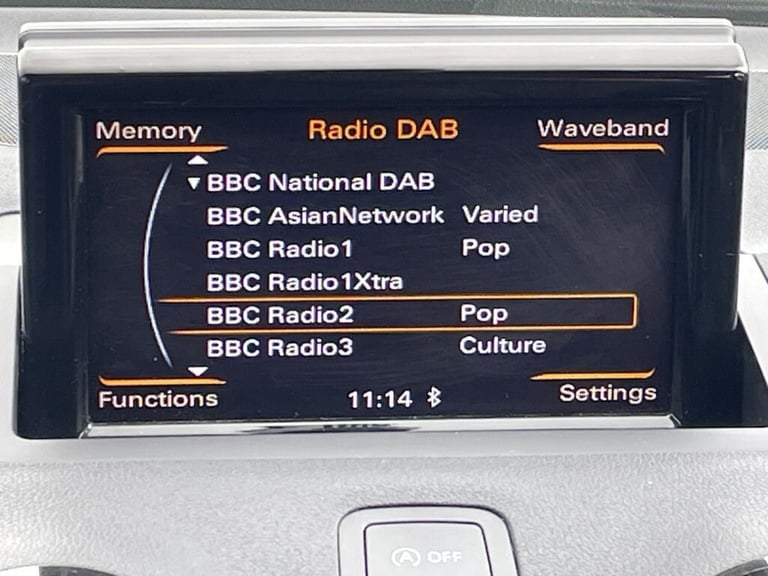 Memory Radio DAB Waveband
BBC National DAB
BBC AsianNetwork Varied
BBC Radio1 Pop
BBC Radio1Xtra
BBC Radio2 Pop
BBC Radio3 Culture
Functions 11:14 Settings
A OFF